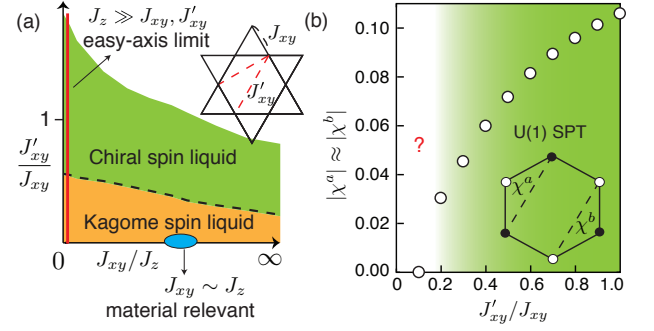 (a)
J_z ≫ J_xy, J'_xy
easy-axis limit
J_xy
J'_xy
1
J'_xy / J_xy
Chiral spin liquid
Kagome spin liquid
0
J_xy/J_z
∞
J_xy ∼ J_z
material relevant
(b)
|χ^a| ≈ |χ^b|
0.10
0.08
0.06
0.04
0.02
0.00
?
U(1) SPT
χ^a
χ^b
0 0.2 0.4 0.6 0.8 1.0
J'_xy/J_xy